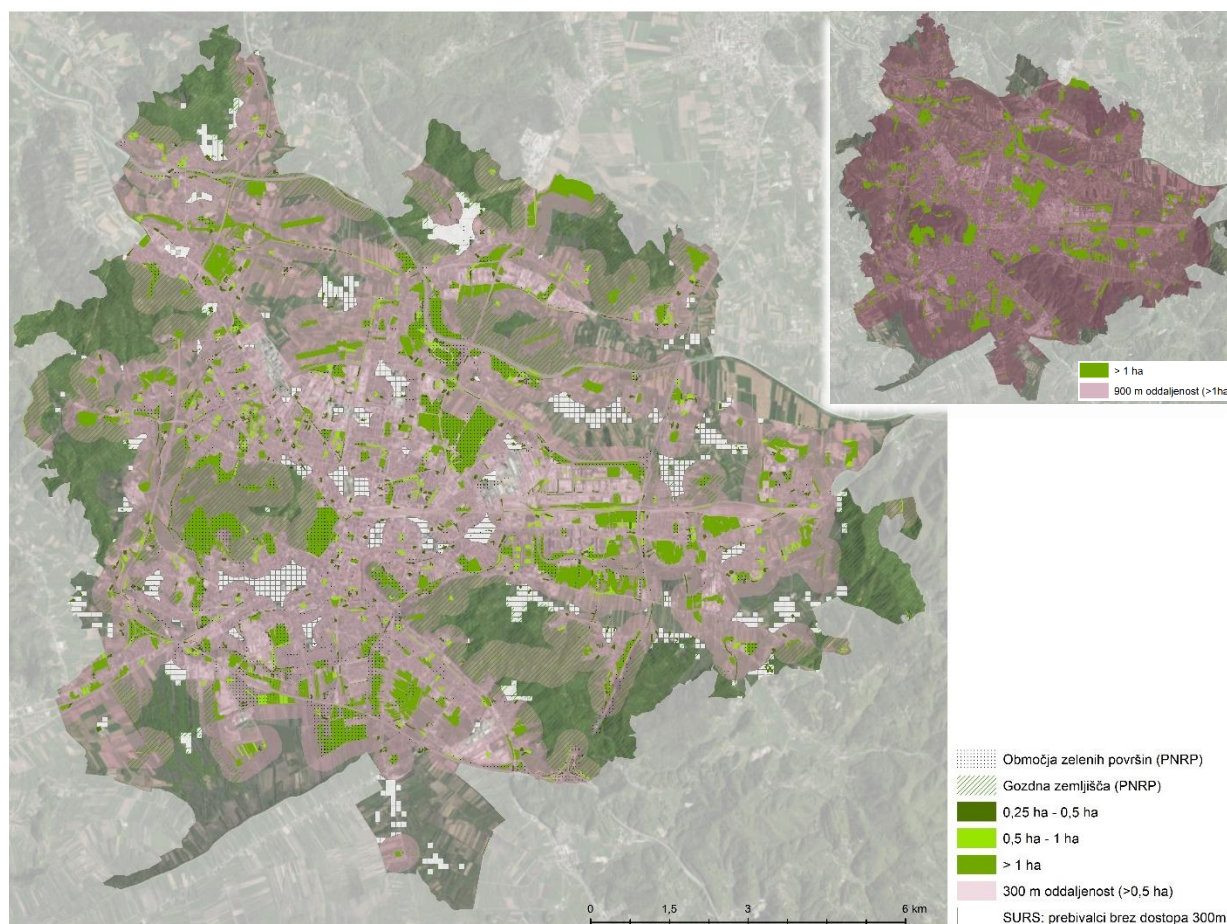 > 1 ha
900 m oddaljenost (>1ha
Območja zelenih površin (PNRP)
Gozdna zemljišča (PNRP)
0,25 ha - 0,5 ha
0,5 ha - 1 ha
> 1 ha
300 m oddaljenost (>0,5 ha)
SURS: prebivalci brez dostopa 300m
0 1,5 3 6 km